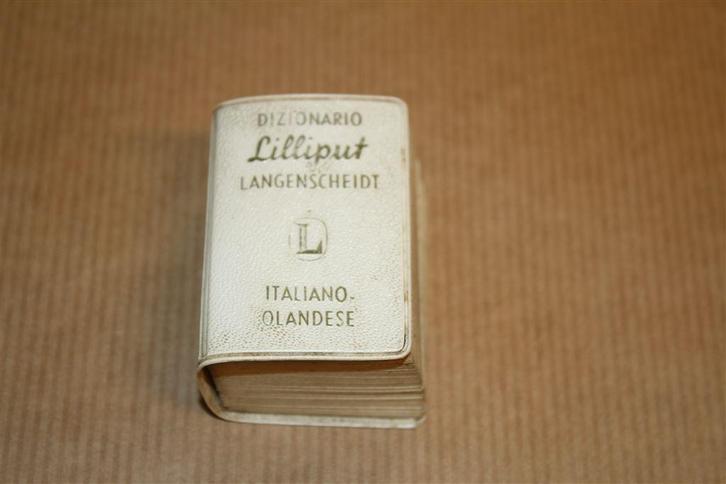 DIZIONARIO
Lilliput
LANGENSCHEIDT
L
ITALIANO-
OLANDESE